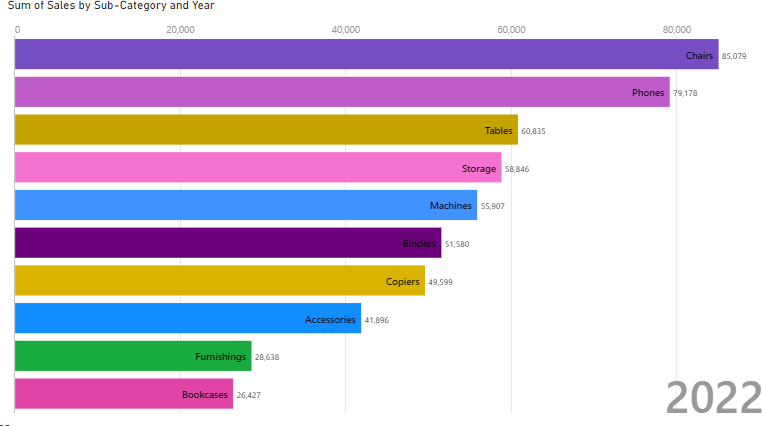 Sum of Sales by Sub-Category and Year
0 20,000 40,000 60,000 80,000
Chairs 85,079
Phones 79,178
Tables 60,835
Storage 58,846
Machines 55,907
Binders 51,580
Copiers 49,599
Accessories 41,896
Furnishings 28,638
Bookcases 26,427
2022